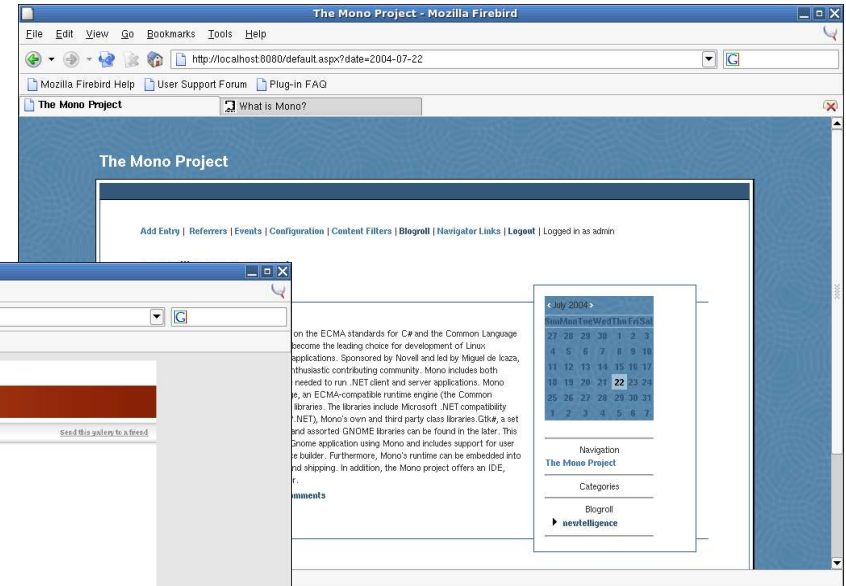 The Mono Project - Mozilla Firebird
File Edit View Go Bookmarks Tools Help
http://localhost:8080/default.aspx?date=2004-07-22
G
Mozilla Firebird Help User Support Forum Plug-in FAQ
The Mono Project What is Mono?
The Mono Project
Add Entry | Referrers | Events | Configuration | Content Filters | Blogroll | Navigator Links | Logout | Logged in as admin
G
Send this gallery to a friend
on the ECMA standards for C# and the Common Language
become the leading choice for development of Linux
applications. Sponsored by Novell and led by Miguel de Icaza,
nthusiastic contributing community. Mono includes both
needed to run .NET client and server applications. Mono
e, an ECMA-compatible runtime engine (the Common
libraries. The libraries include Microsoft .NET compatibility
.NET), Mono's own and third party class libraries.Gtk#, a set
and assorted GNOME libraries can be found in the later. This
Gnome application using Mono and includes support for user
e builder. Furthermore, Mono's runtime can be embedded into
nd shipping. In addition, the Mono project offers an IDE,
r.
omments
< July 2004 >
Sun Mon Tue Wed Thu Fri Sat
27 28 29 30 1 2 3
4 5 6 7 8 9 10
11 12 13 14 15 16 17
18 19 20 21 22 23 24
25 26 27 28 29 30 31
1 2 3 4 5 6 7
Navigation
The Mono Project
Categories
Blogroll
newtelligence